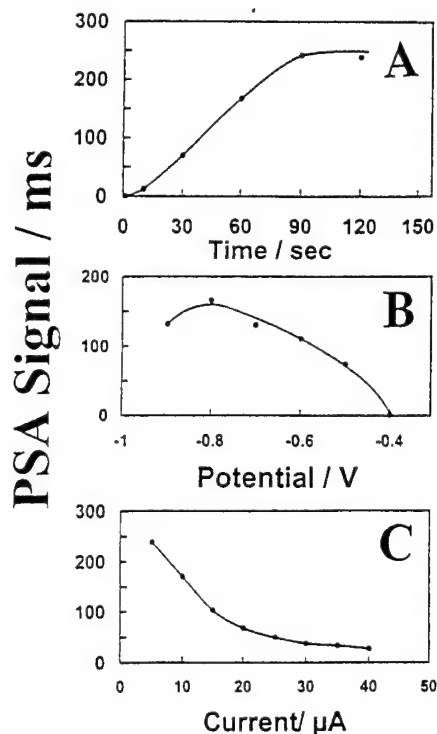 PSA Signal / ms
A
300
200
100
0
0 30 60 90 120 150
Time / sec
B
200
100
0
-1 -0.8 -0.6 -0.4
Potential / V
C
300
200
100
0
0 10 20 30 40 50
Current/ µA